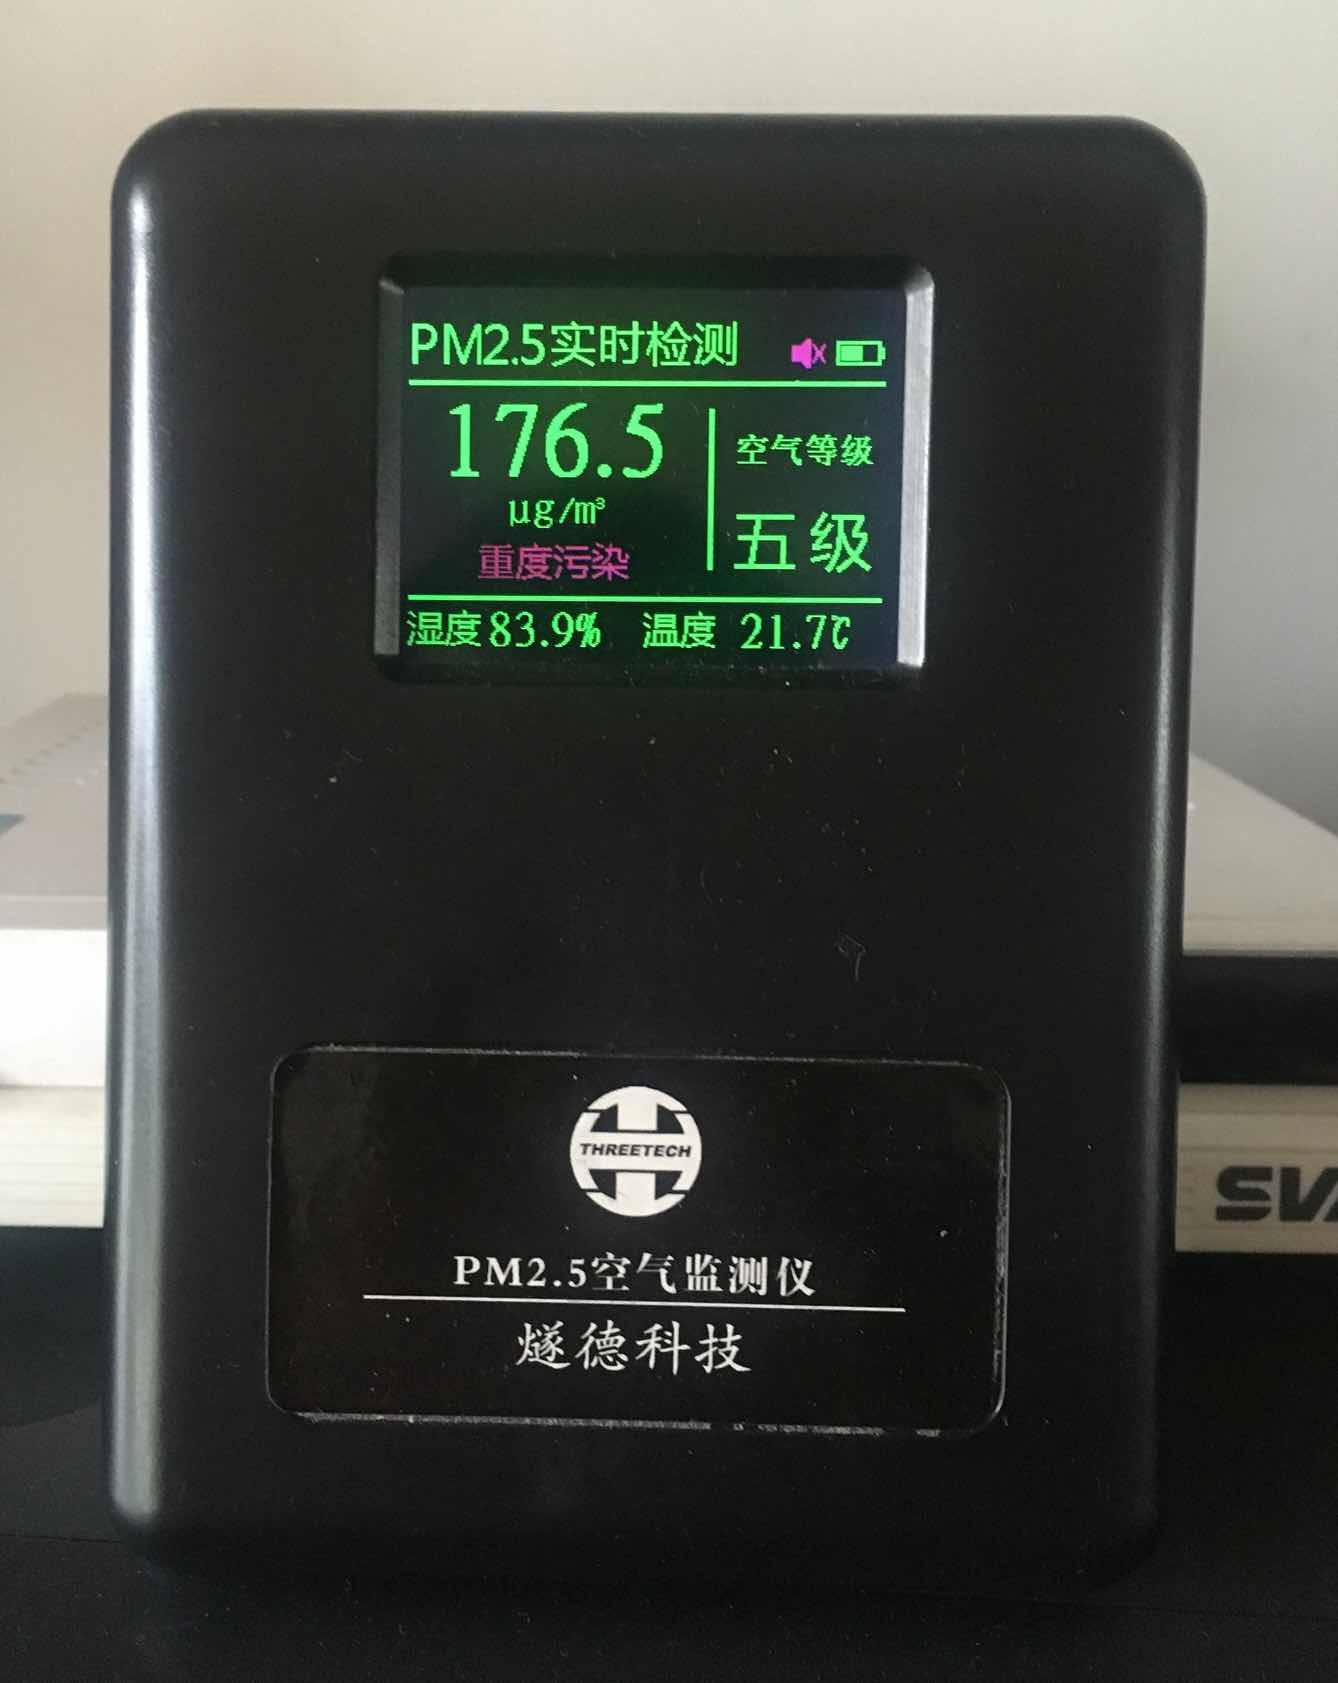 PM2.5实时检测
176.5
空气等级
μg/m³
五级
重度污染
湿度83.9% 温度 21.7℃
THREETECH
PM2.5空气监测仪
燧德科技